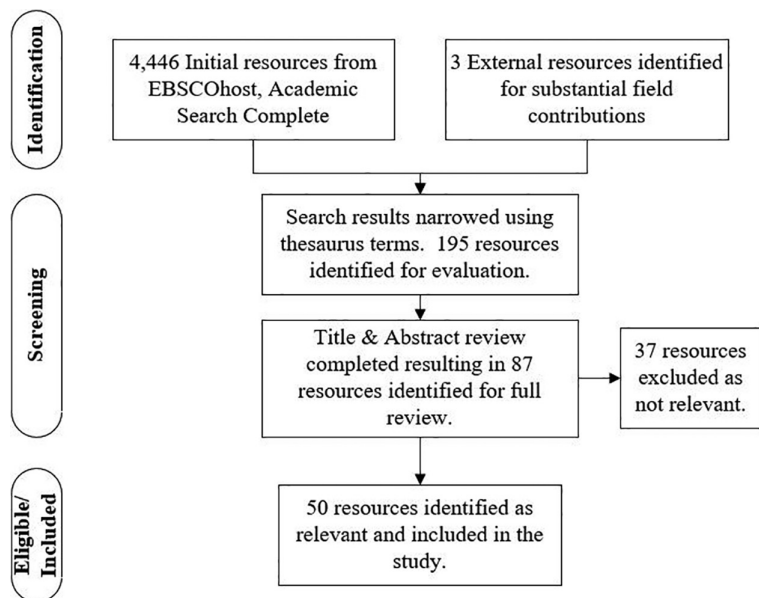 Identification
4,446 Initial resources from
EBSCOhost, Academic
Search Complete
3 External resources identified
for substantial field
contributions
Screening
Search results narrowed using
thesaurus terms.  195 resources
identified for evaluation.
Title & Abstract review
completed resulting in 87
resources identified for full
review.
37 resources
excluded as
not relevant.
Eligible/
Included
50 resources identified as
relevant and included in the
study.